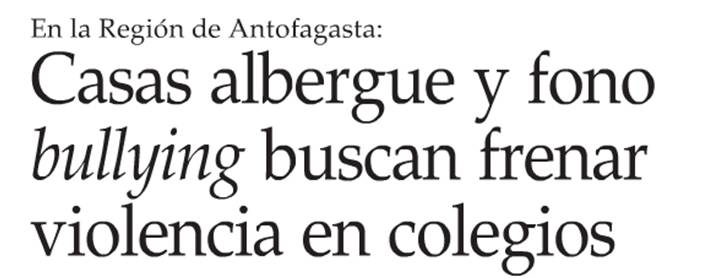 En la Región de Antofagasta:
Casas albergue y fono
bullying buscan frenar
violencia en colegios